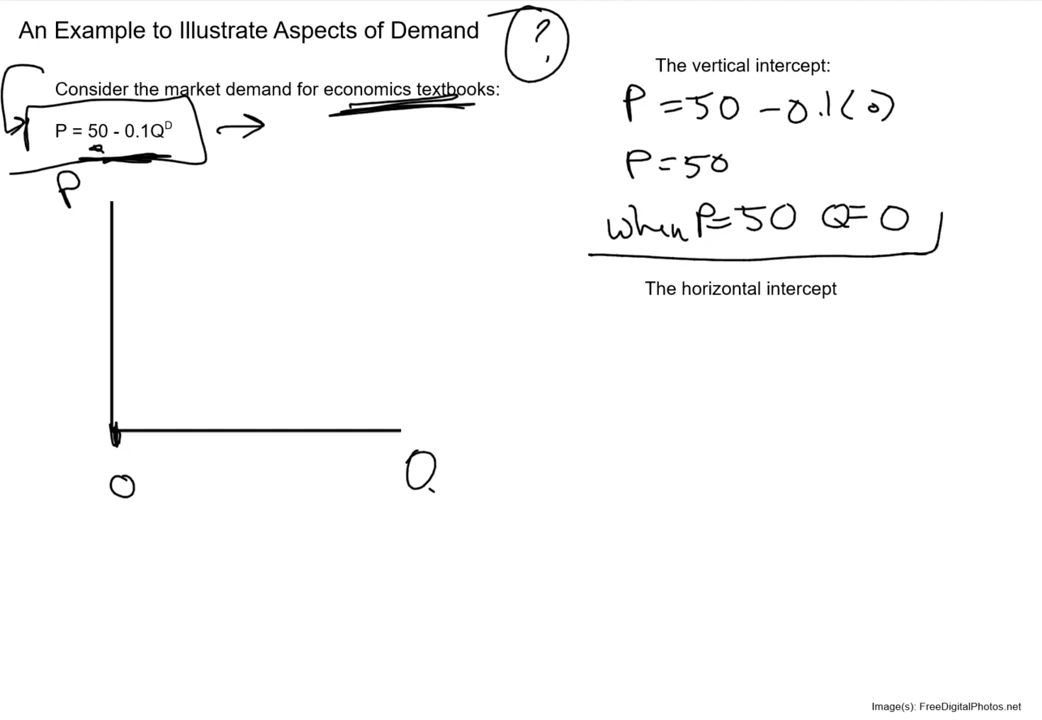 An Example to Illustrate Aspects of Demand
?
Consider the market demand for economics textbooks:
P = 50 - 0.1Qᴰ
P
0
Q
The vertical intercept:
P = 50 - 0.1(0)
P = 50
when P = 50 Q = 0
The horizontal intercept
Image(s): FreeDigitalPhotos.net